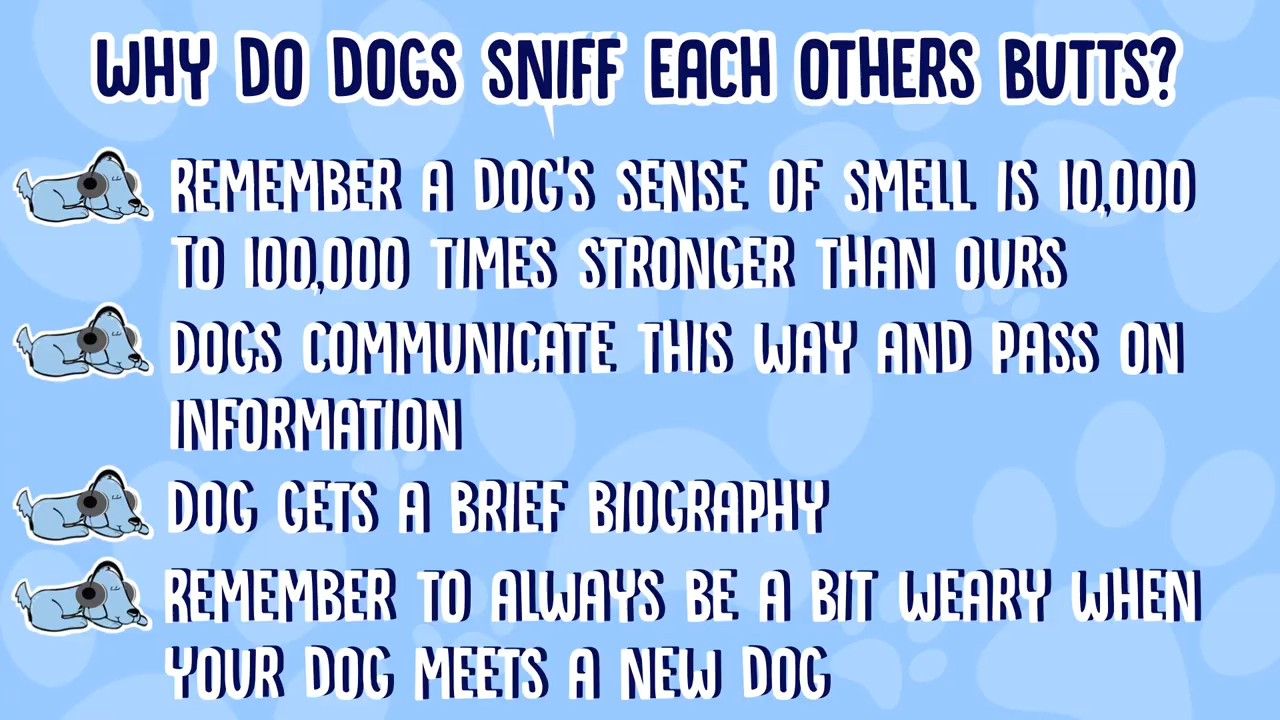 WHY DO DOGS SNIFF EACH OTHERS BUTTS?
REMEMBER A DOG'S SENSE OF SMELL IS 10,000
TO 100,000 TIMES STRONGER THAN OURS
DOGS COMMUNICATE THIS WAY AND PASS ON
INFORMATION
DOG GETS A BRIEF BIOGRAPHY
REMEMBER TO ALWAYS BE A BIT WEARY WHEN
YOUR DOG MEETS A NEW DOG